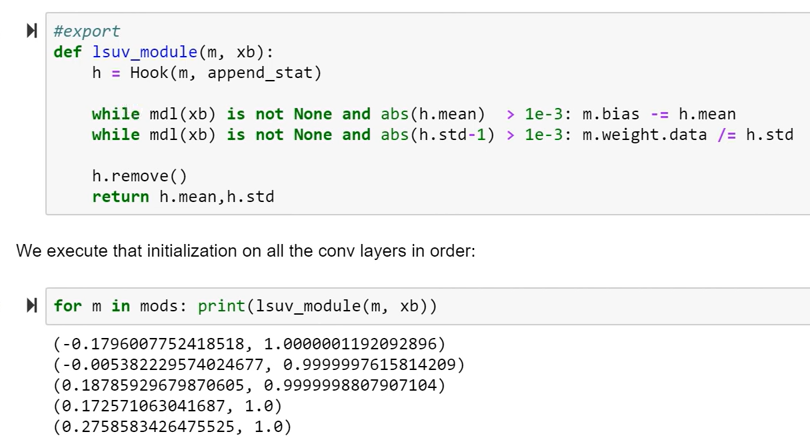 #export
def lsuv_module(m, xb):
    h = Hook(m, append_stat)

    while mdl(xb) is not None and abs(h.mean)  > 1e-3: m.bias -= h.mean
    while mdl(xb) is not None and abs(h.std-1) > 1e-3: m.weight.data /= h.std

    h.remove()
    return h.mean,h.std
We execute that initialization on all the conv layers in order:
for m in mods: print(lsuv_module(m, xb))
(-0.1796007752418518, 1.0000001192092896)
(-0.005382229574024677, 0.9999997615814209)
(0.18785929679870605, 0.9999998807907104)
(0.172571063041687, 1.0)
(0.2758583426475525, 1.0)